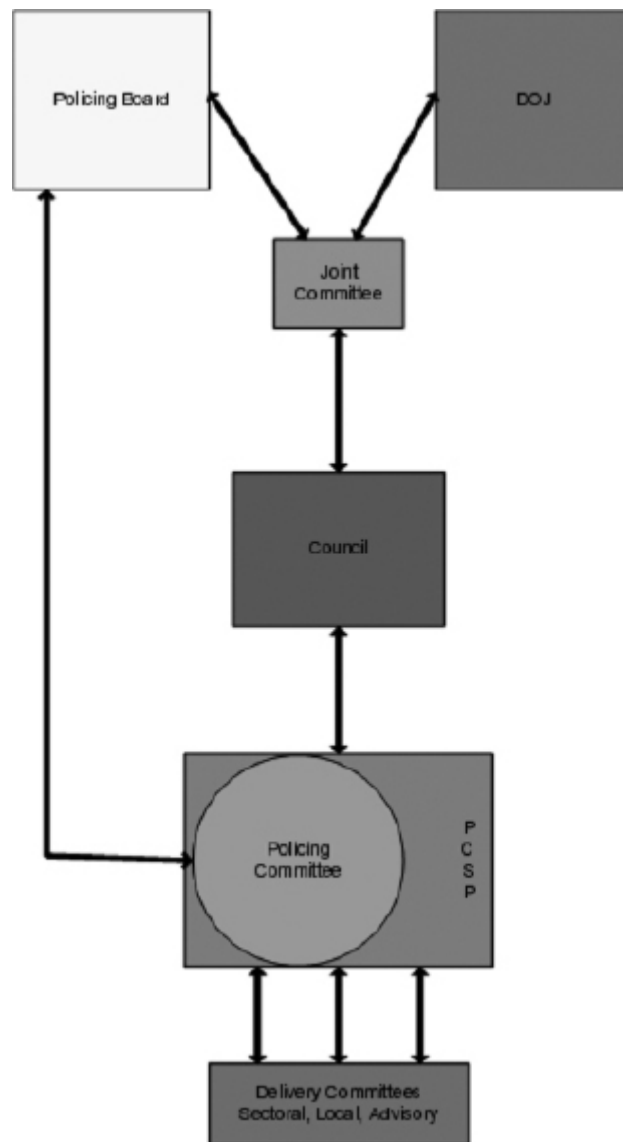 Policing Board
DOJ
Joint
Committee
Council
Policing
Committee
P
C
S
P
Delivery Committees
Sectoral, Local, Advisory